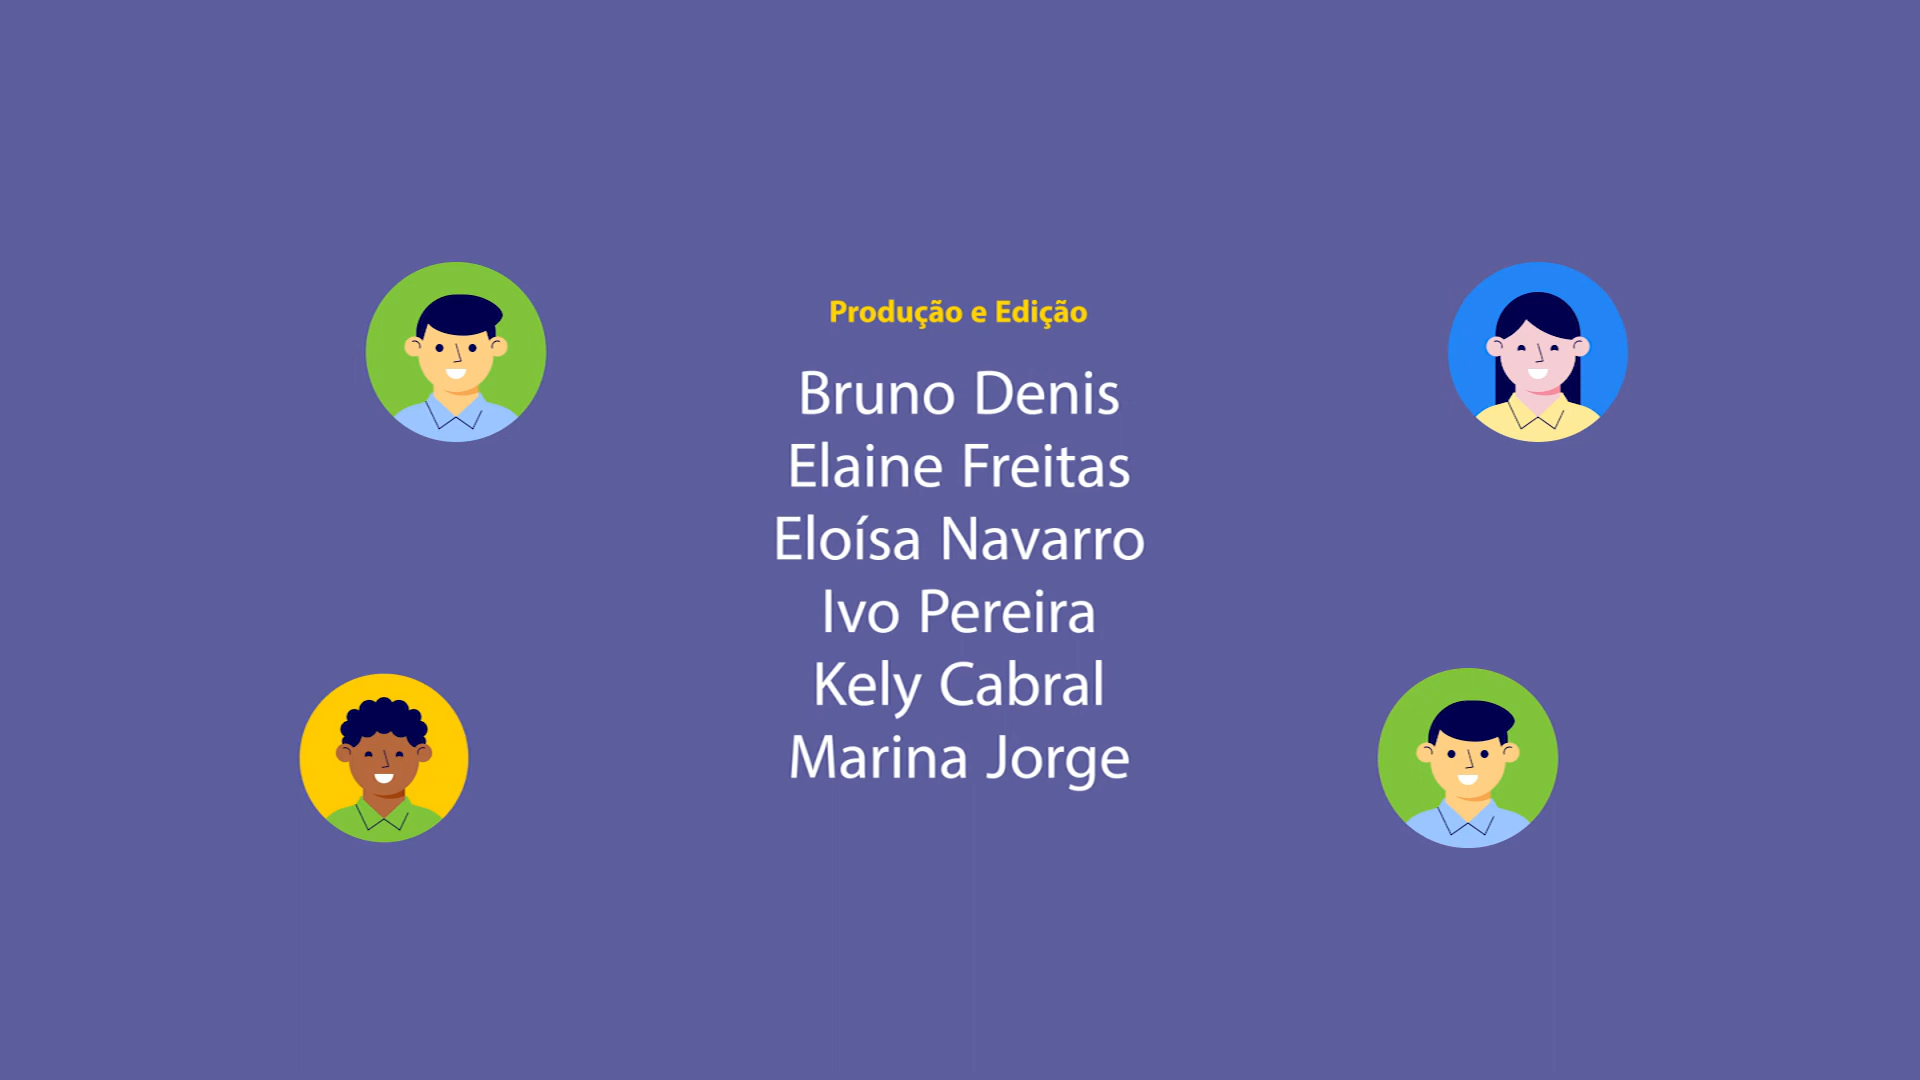 Produção e Edição
Bruno Denis
Elaine Freitas
Eloísa Navarro
Ivo Pereira
Kely Cabral
Marina Jorge